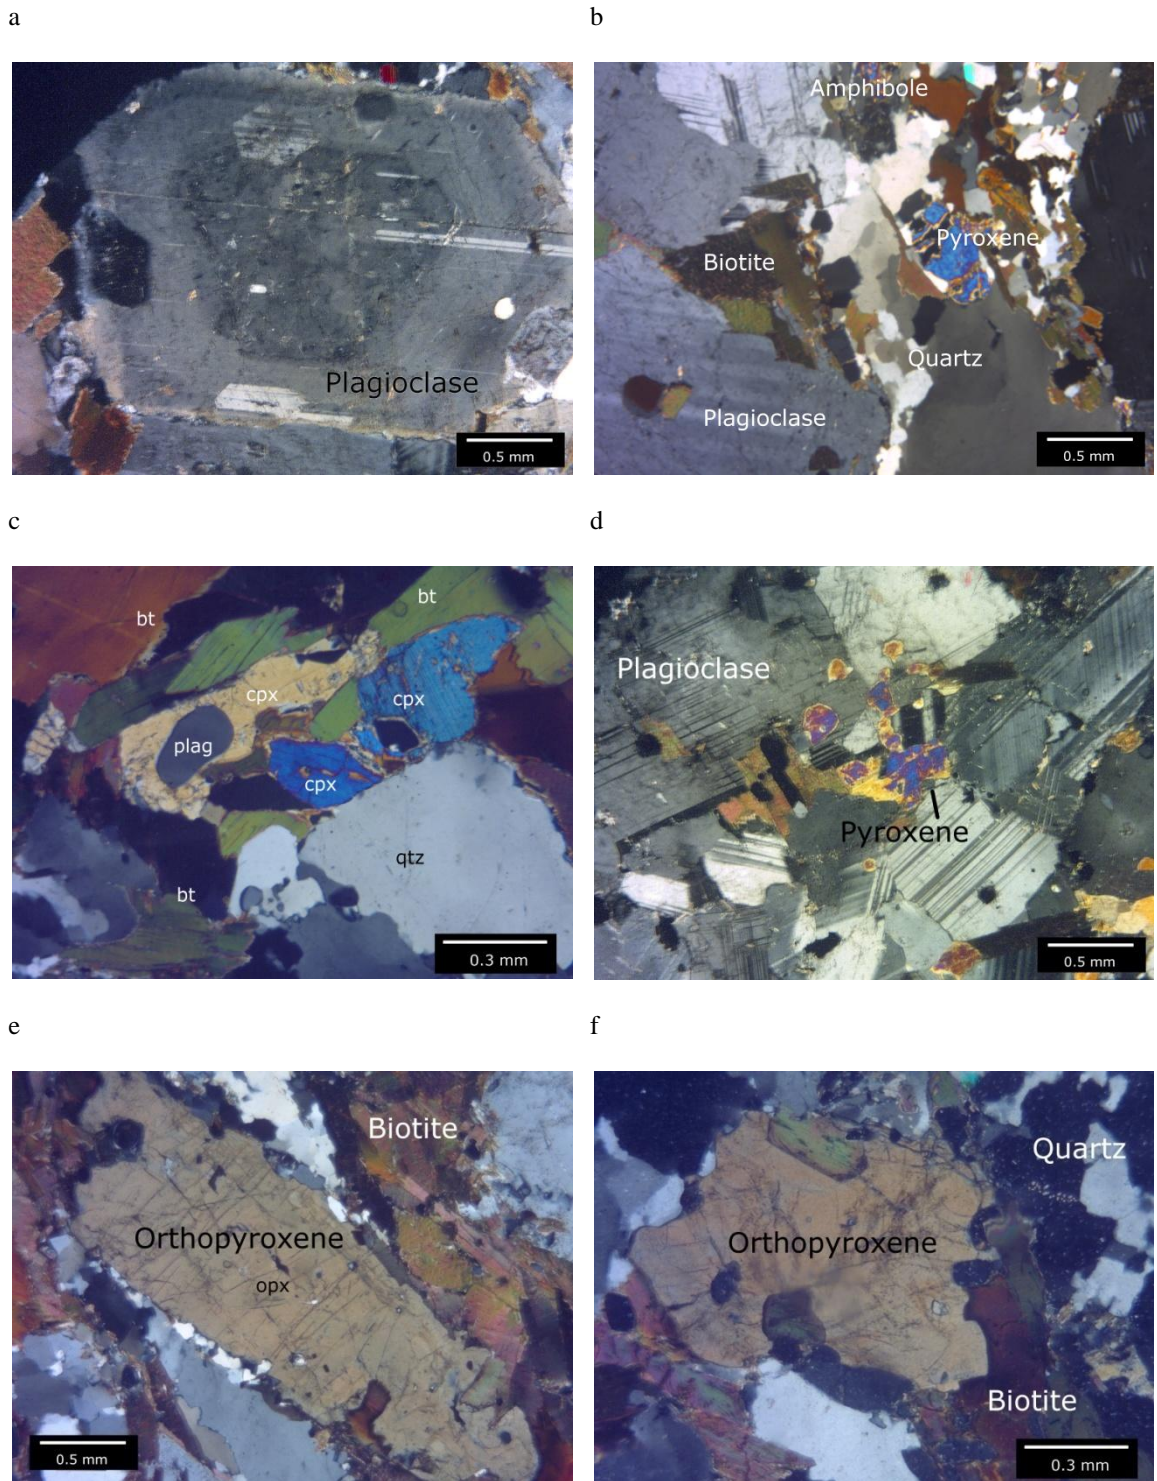 a
b
Plagioclase
0.5 mm
Amphibole
Pyroxene
Biotite
Quartz
Plagioclase
0.5 mm
c
d
bt
bt
cpx
cpx
plag
cpx
qtz
bt
0.3 mm
Plagioclase
Pyroxene
0.5 mm
e
f
Biotite
Orthopyroxene
opx
0.5 mm
Quartz
Orthopyroxene
Biotite
0.3 mm